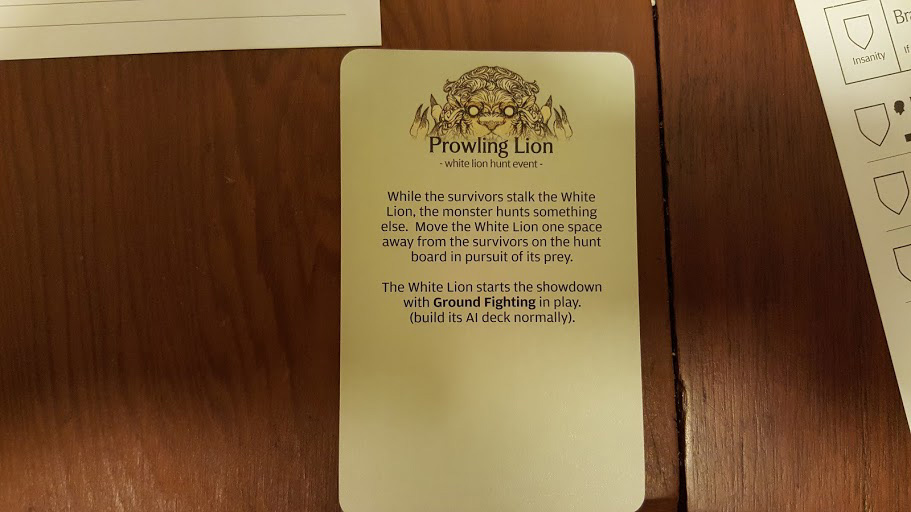 Prowling Lion
- white lion hunt event -
While the survivors stalk the White
Lion, the monster hunts something
else. Move the White Lion one space
away from the survivors on the hunt
board in pursuit of its prey.
The White Lion starts the showdown
with Ground Fighting in play.
(build its AI deck normally).
Insanity
Br
If